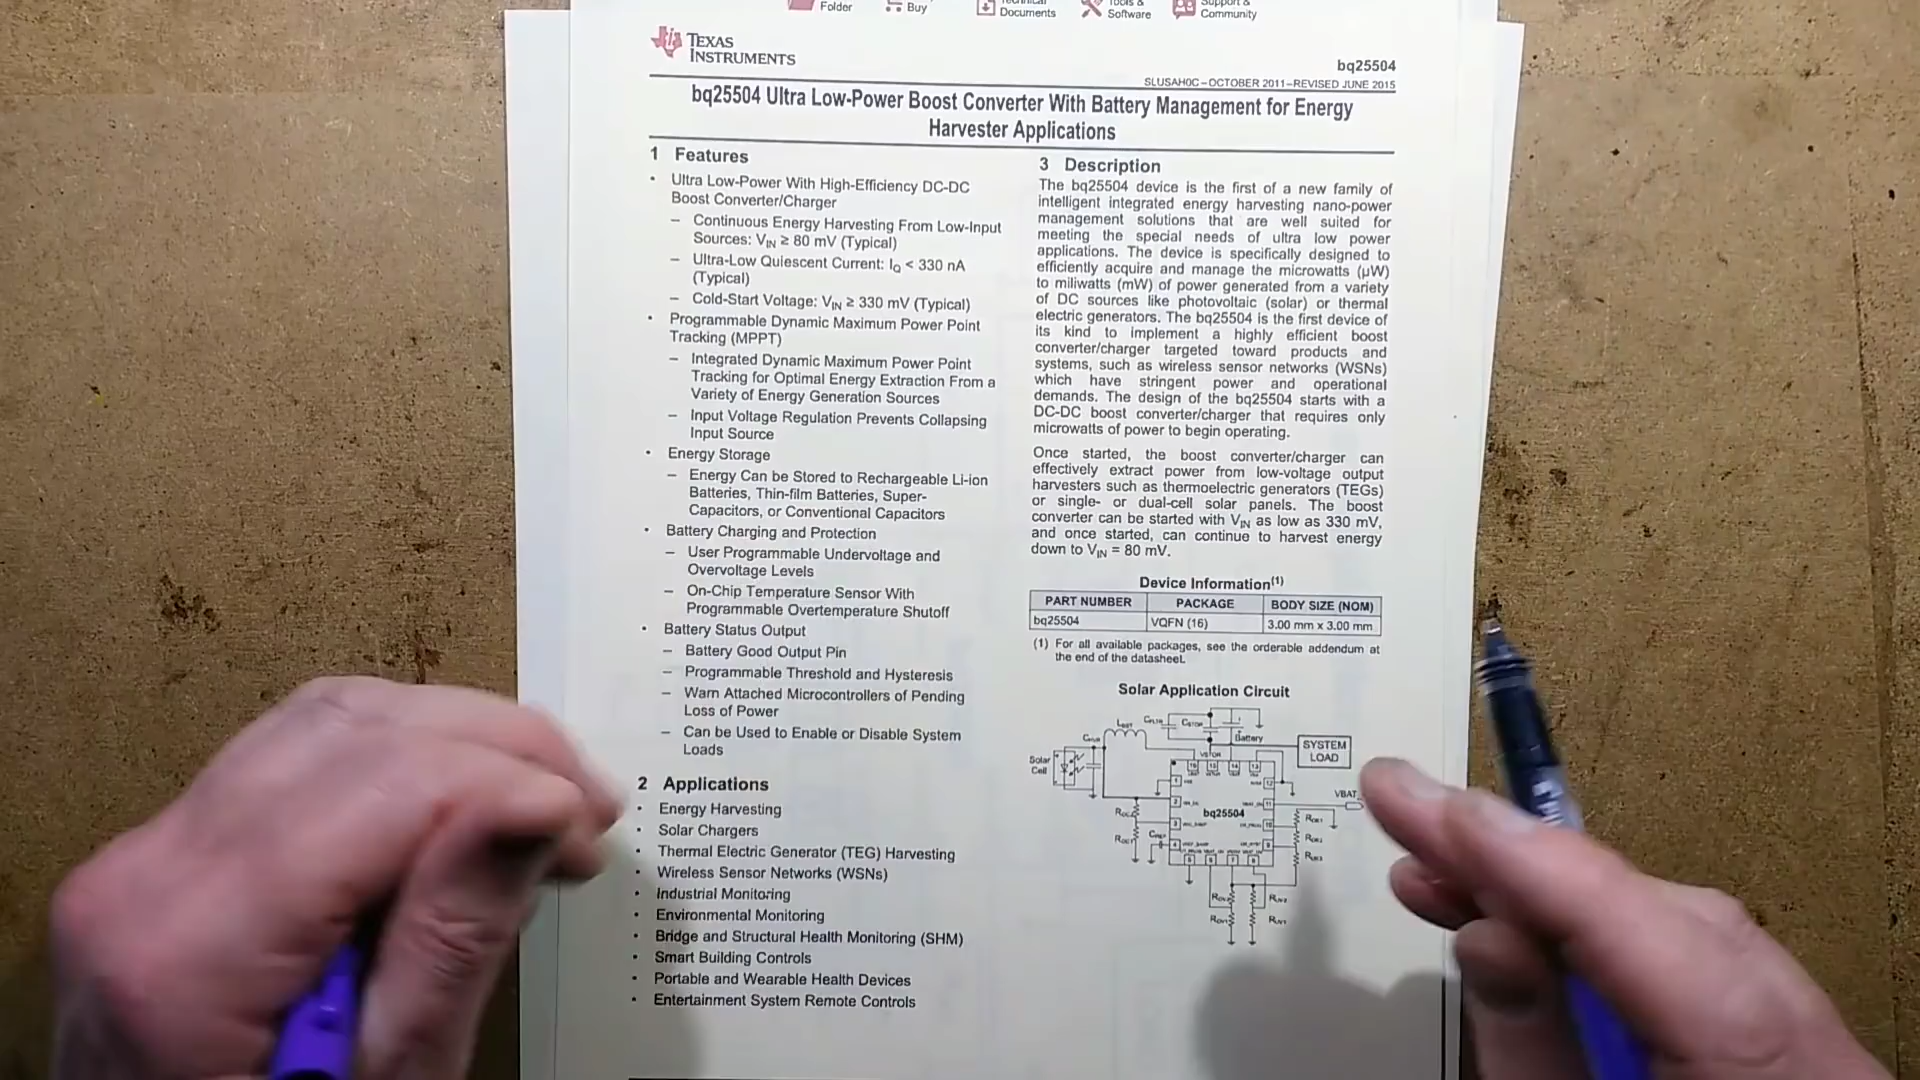 Folder
Buy
Technical
Documents
Tools &
Software
Support &
Community
TEXAS
INSTRUMENTS
bq25504
SLUSAH0C – OCTOBER 2011 – REVISED JUNE 2015
bq25504 Ultra Low-Power Boost Converter With Battery Management for Energy
Harvester Applications
1 Features
• Ultra Low-Power With High-Efficiency DC-DC
Boost Converter/Charger
– Continuous Energy Harvesting From Low-Input
Sources: VIN ≥ 80 mV (Typical)
– Ultra-Low Quiescent Current: IQ < 330 nA
(Typical)
– Cold-Start Voltage: VIN ≥ 330 mV (Typical)
• Programmable Dynamic Maximum Power Point
Tracking (MPPT)
– Integrated Dynamic Maximum Power Point
Tracking for Optimal Energy Extraction From a
Variety of Energy Generation Sources
– Input Voltage Regulation Prevents Collapsing
Input Source
• Energy Storage
– Energy Can be Stored to Rechargeable Li-ion
Batteries, Thin-film Batteries, Super-
Capacitors, or Conventional Capacitors
• Battery Charging and Protection
– User Programmable Undervoltage and
Overvoltage Levels
– On-Chip Temperature Sensor With
Programmable Overtemperature Shutoff
• Battery Status Output
– Battery Good Output Pin
– Programmable Threshold and Hysteresis
– Warn Attached Microcontrollers of Pending
Loss of Power
– Can be Used to Enable or Disable System
Loads
2 Applications
• Energy Harvesting
• Solar Chargers
• Thermal Electric Generator (TEG) Harvesting
• Wireless Sensor Networks (WSNs)
• Industrial Monitoring
• Environmental Monitoring
• Bridge and Structural Health Monitoring (SHM)
• Smart Building Controls
• Portable and Wearable Health Devices
• Entertainment System Remote Controls
3 Description
The bq25504 device is the first of a new family of
intelligent integrated energy harvesting nano-power
management solutions that are well suited for
meeting the special needs of ultra low power
applications. The device is specifically designed to
efficiently acquire and manage the microwatts (µW)
to miliwatts (mW) of power generated from a variety
of DC sources like photovoltaic (solar) or thermal
electric generators. The bq25504 is the first device of
its kind to implement a highly efficient boost
converter/charger targeted toward products and
systems, such as wireless sensor networks (WSNs)
which have stringent power and operational
demands. The design of the bq25504 starts with a
DC-DC boost converter/charger that requires only
microwatts of power to begin operating.
Once started, the boost converter/charger can
effectively extract power from low-voltage output
harvesters such as thermoelectric generators (TEGs)
or single- or dual-cell solar panels. The boost
converter can be started with VIN as low as 330 mV,
and once started, can continue to harvest energy
down to VIN = 80 mV.
Device Information(1)
PART NUMBER PACKAGE BODY SIZE (NOM)
bq25504 VQFN (16) 3.00 mm x 3.00 mm
(1) For all available packages, see the orderable addendum at
the end of the datasheet.
Solar Application Circuit
Battery
Solar
Cell
SYSTEM
LOAD
VSTOR
VBAT
bq25504